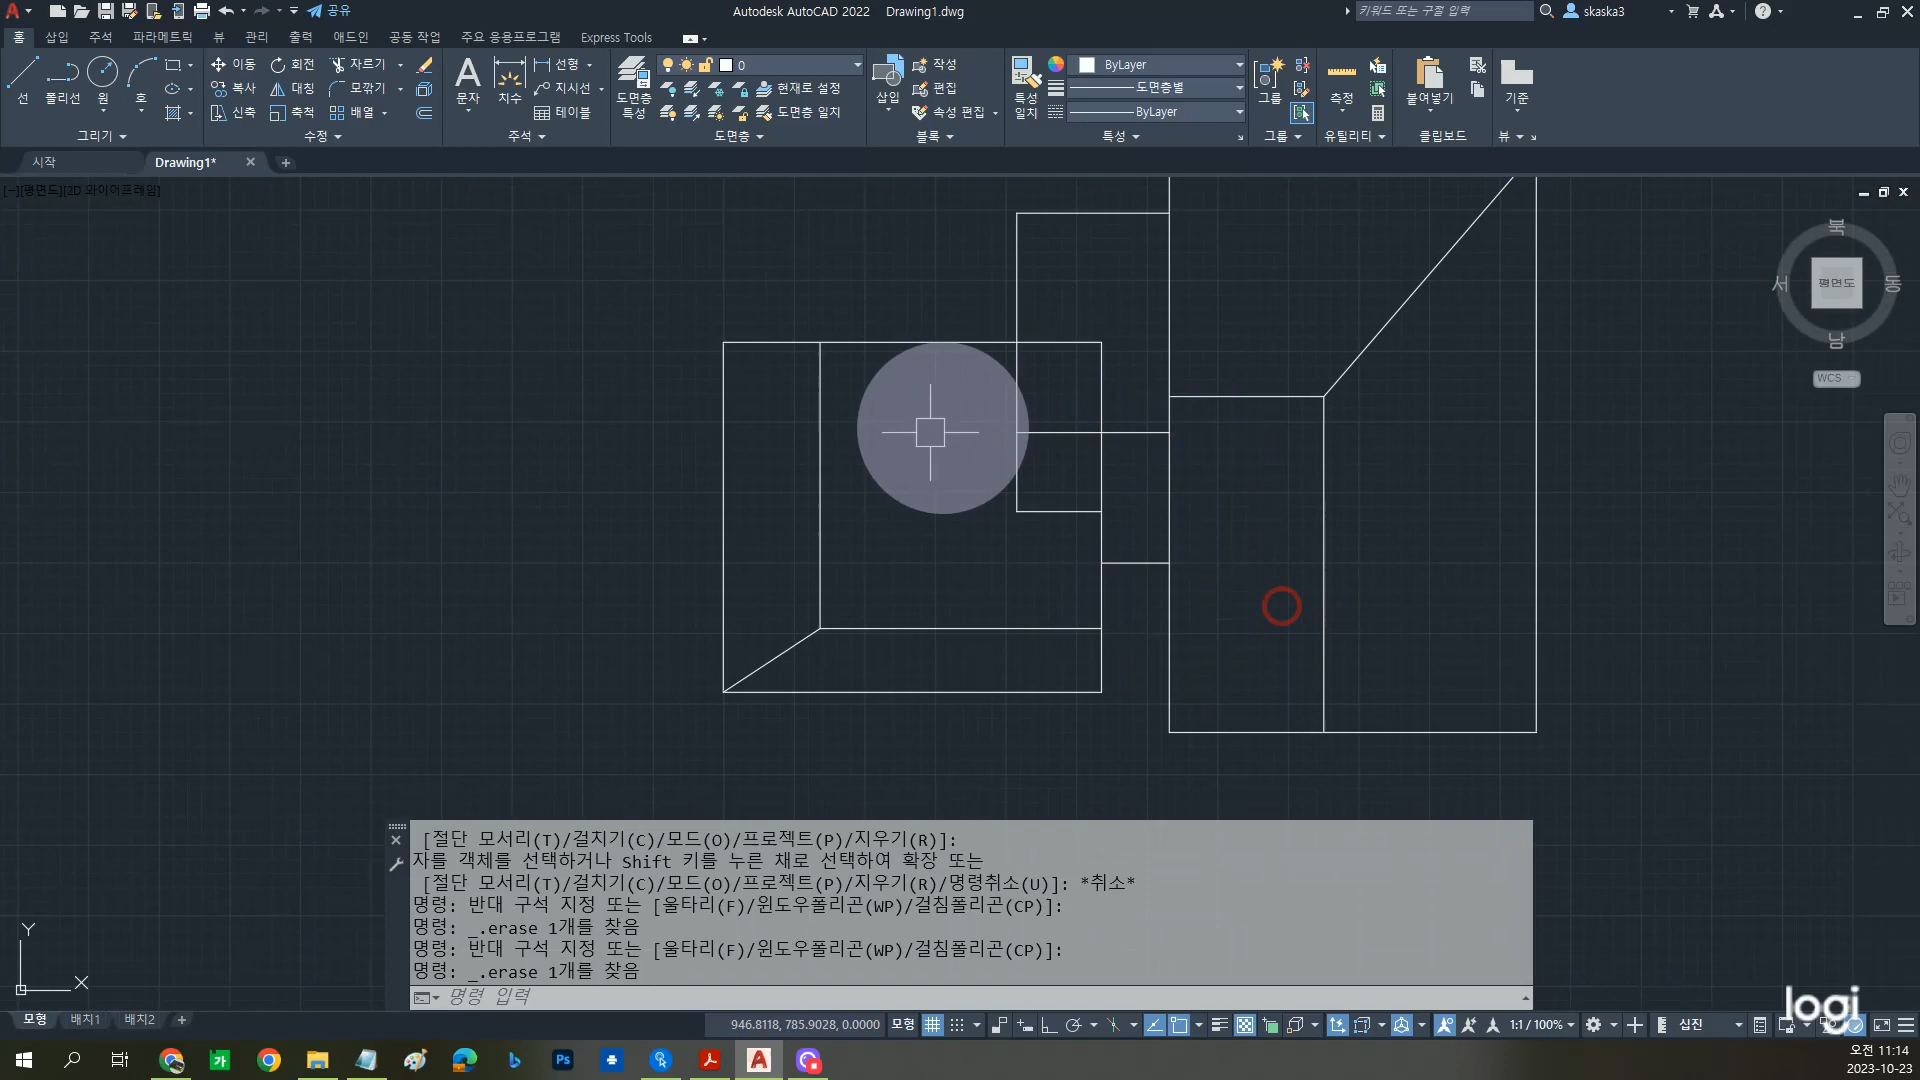 공유
Autodesk AutoCAD 2022 Drawing1.dwg
키워드 또는 구절 입력
skaska3
홈 삽입 주석 파라메트릭 뷰 관리 출력 애드인 공동 작업 주요 응용프로그램 Express Tools
선 폴리선 원 호
그리기
이동 회전 자르기
복사 대칭 모깎기
신축 축척 배열
수정
문자 치수 선형
지시선
테이블
주석
도면층 특성
0
현재로 설정
도면층 일치
도면층
삽입 작성
편집
속성 편집
블록
특성 일치
ByLayer
도면층별
ByLayer
특성
그룹
그룹
측정
유틸리티
붙여넣기
클립보드
기준
뷰
시작 Drawing1*
[−][평면도][2D 와이어프레임]
북
서 평면도 동
남
WCS
[절단 모서리(T)/걸치기(C)/모드(O)/프로젝트(P)/지우기(R)]:
자를 객체를 선택하거나 Shift 키를 누른 채로 선택하여 확장 또는
[절단 모서리(T)/걸치기(C)/모드(O)/프로젝트(P)/지우기(R)/명령취소(U)]: *취소*
명령: 반대 구석 지정 또는 [울타리(F)/윈도우폴리곤(WP)/걸침폴리곤(CP)]:
명령: _.erase 1개를 찾음
명령: 반대 구석 지정 또는 [울타리(F)/윈도우폴리곤(WP)/걸침폴리곤(CP)]:
명령: _.erase 1개를 찾음
명령 입력
Y
X
logi
모형 배치1 배치2
946.8118, 785.9028, 0.0000 모형
1:1 / 100%
십진
가
Ps
오전 11:14
2023-10-23